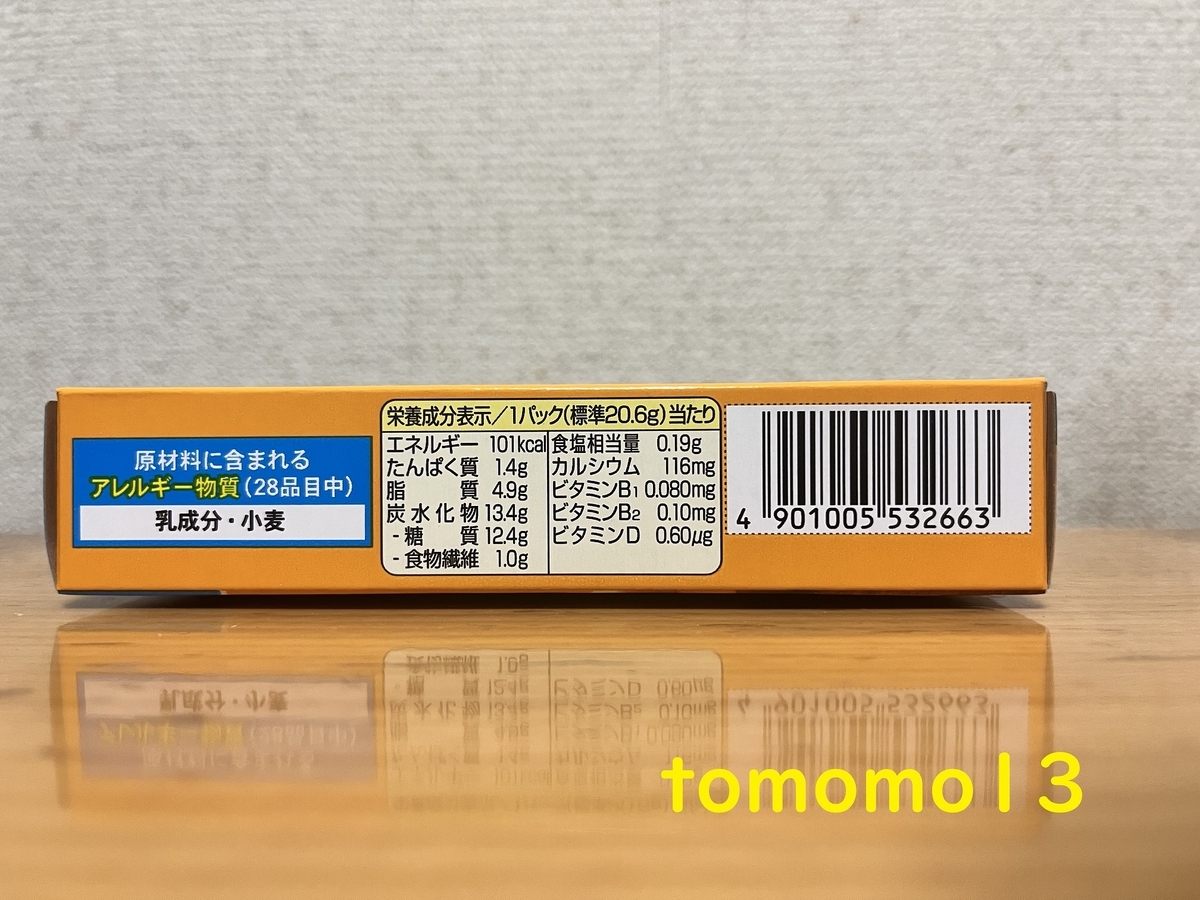 原材料に含まれる
アレルギー物質(28品目中)
乳成分・小麦
栄養成分表示/1パック(標準20.6g)当たり
エネルギー 101kcal
たんぱく質 1.4g
脂質 4.9g
炭水化物 13.4g
- 糖質 12.4g
- 食物繊維 1.0g
食塩相当量 0.19g
カルシウム 116mg
ビタミンB1 0.080mg
ビタミンB2 0.10mg
ビタミンD 0.60μg
4 901005 532663
tomomo13